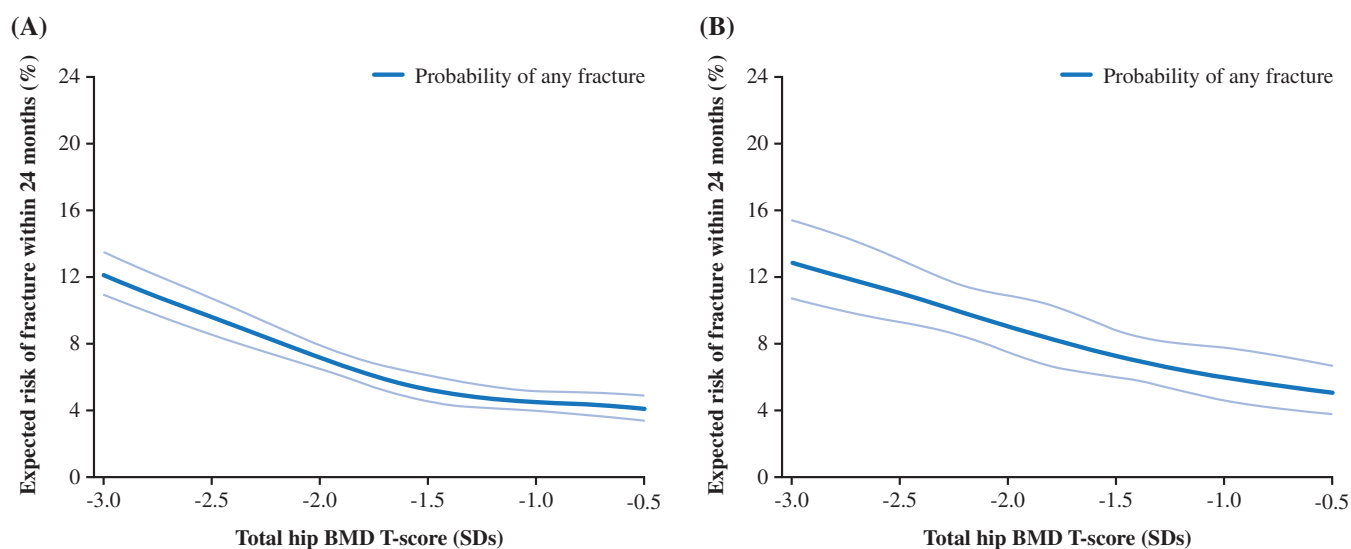 (A)
Expected risk of fracture within 24 months (%)
24
20
16
12
8
4
0
Probability of any fracture
-3.0 -2.5 -2.0 -1.5 -1.0 -0.5
Total hip BMD T-score (SDs)
(B)
Expected risk of fracture within 24 months (%)
24
20
16
12
8
4
0
Probability of any fracture
-3.0 -2.5 -2.0 -1.5 -1.0 -0.5
Total hip BMD T-score (SDs)